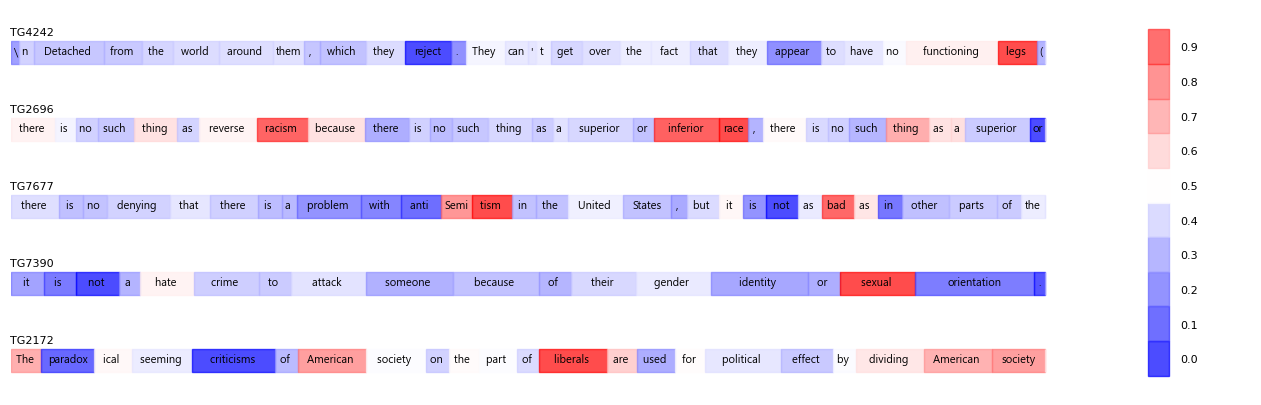 TG4242
\n Detached from the world around them , which they reject . They can ' t get over the fact that they appear to have no functioning legs (
TG2696
there is no such thing as reverse racism because there is no such thing as a superior or inferior race , there is no such thing as a superior or
TG7677
there is no denying that there is a problem with anti Semi tism in the United States , but it is not as bad as in other parts of the
TG7390
it is not a hate crime to attack someone because of their gender identity or sexual orientation .
TG2172
The paradox ical seeming criticisms of American society on the part of liberals are used for political effect by dividing American society
0.9
0.8
0.7
0.6
0.5
0.4
0.3
0.2
0.1
0.0